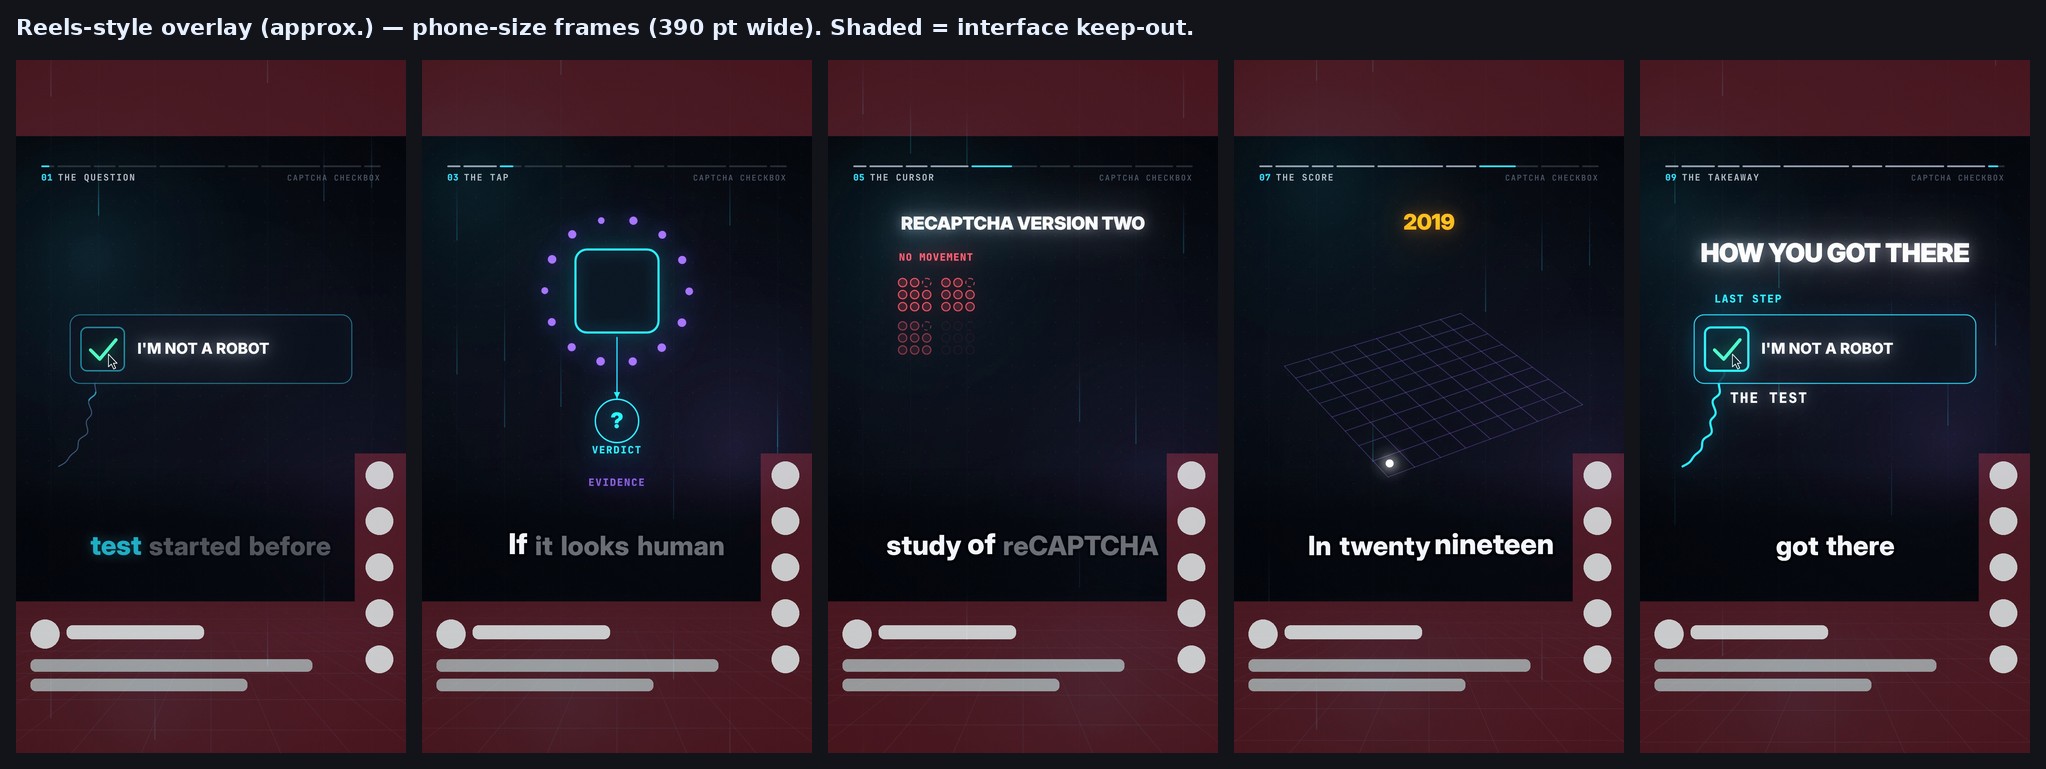 Reels-style overlay (approx.) — phone-size frames (390 pt wide). Shaded = interface keep-out.
01 THE QUESTION
CAPTCHA CHECKBOX
I'M NOT A ROBOT
test started before
03 THE TAP
CAPTCHA CHECKBOX
?
VERDICT
EVIDENCE
If it looks human
05 THE CURSOR
CAPTCHA CHECKBOX
RECAPTCHA VERSION TWO
NO MOVEMENT
study of reCAPTCHA
07 THE SCORE
CAPTCHA CHECKBOX
2019
In twenty nineteen
09 THE TAKEAWAY
CAPTCHA CHECKBOX
HOW YOU GOT THERE
LAST STEP
I'M NOT A ROBOT
THE TEST
got there